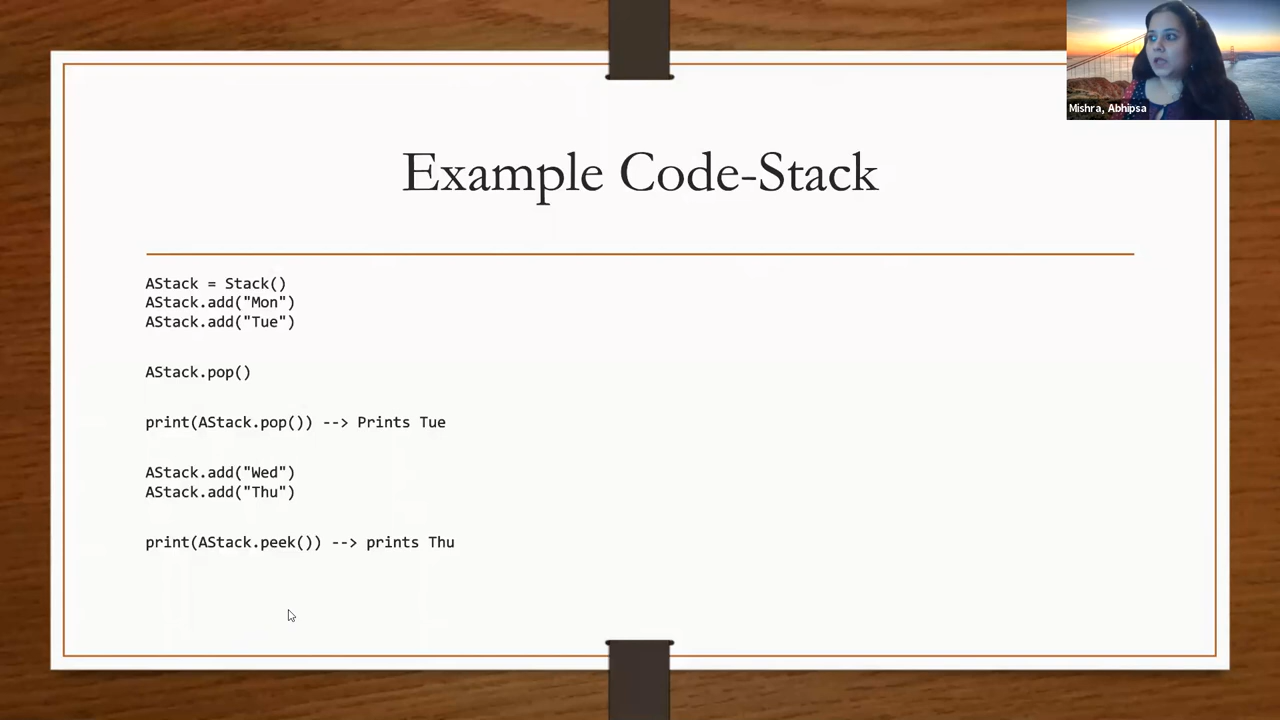 Mishra, Abhipsa
Example Code-Stack
AStack = Stack()
AStack.add("Mon")
AStack.add("Tue")
AStack.pop()
print(AStack.pop()) --> Prints Tue
AStack.add("Wed")
AStack.add("Thu")
print(AStack.peek()) --> prints Thu